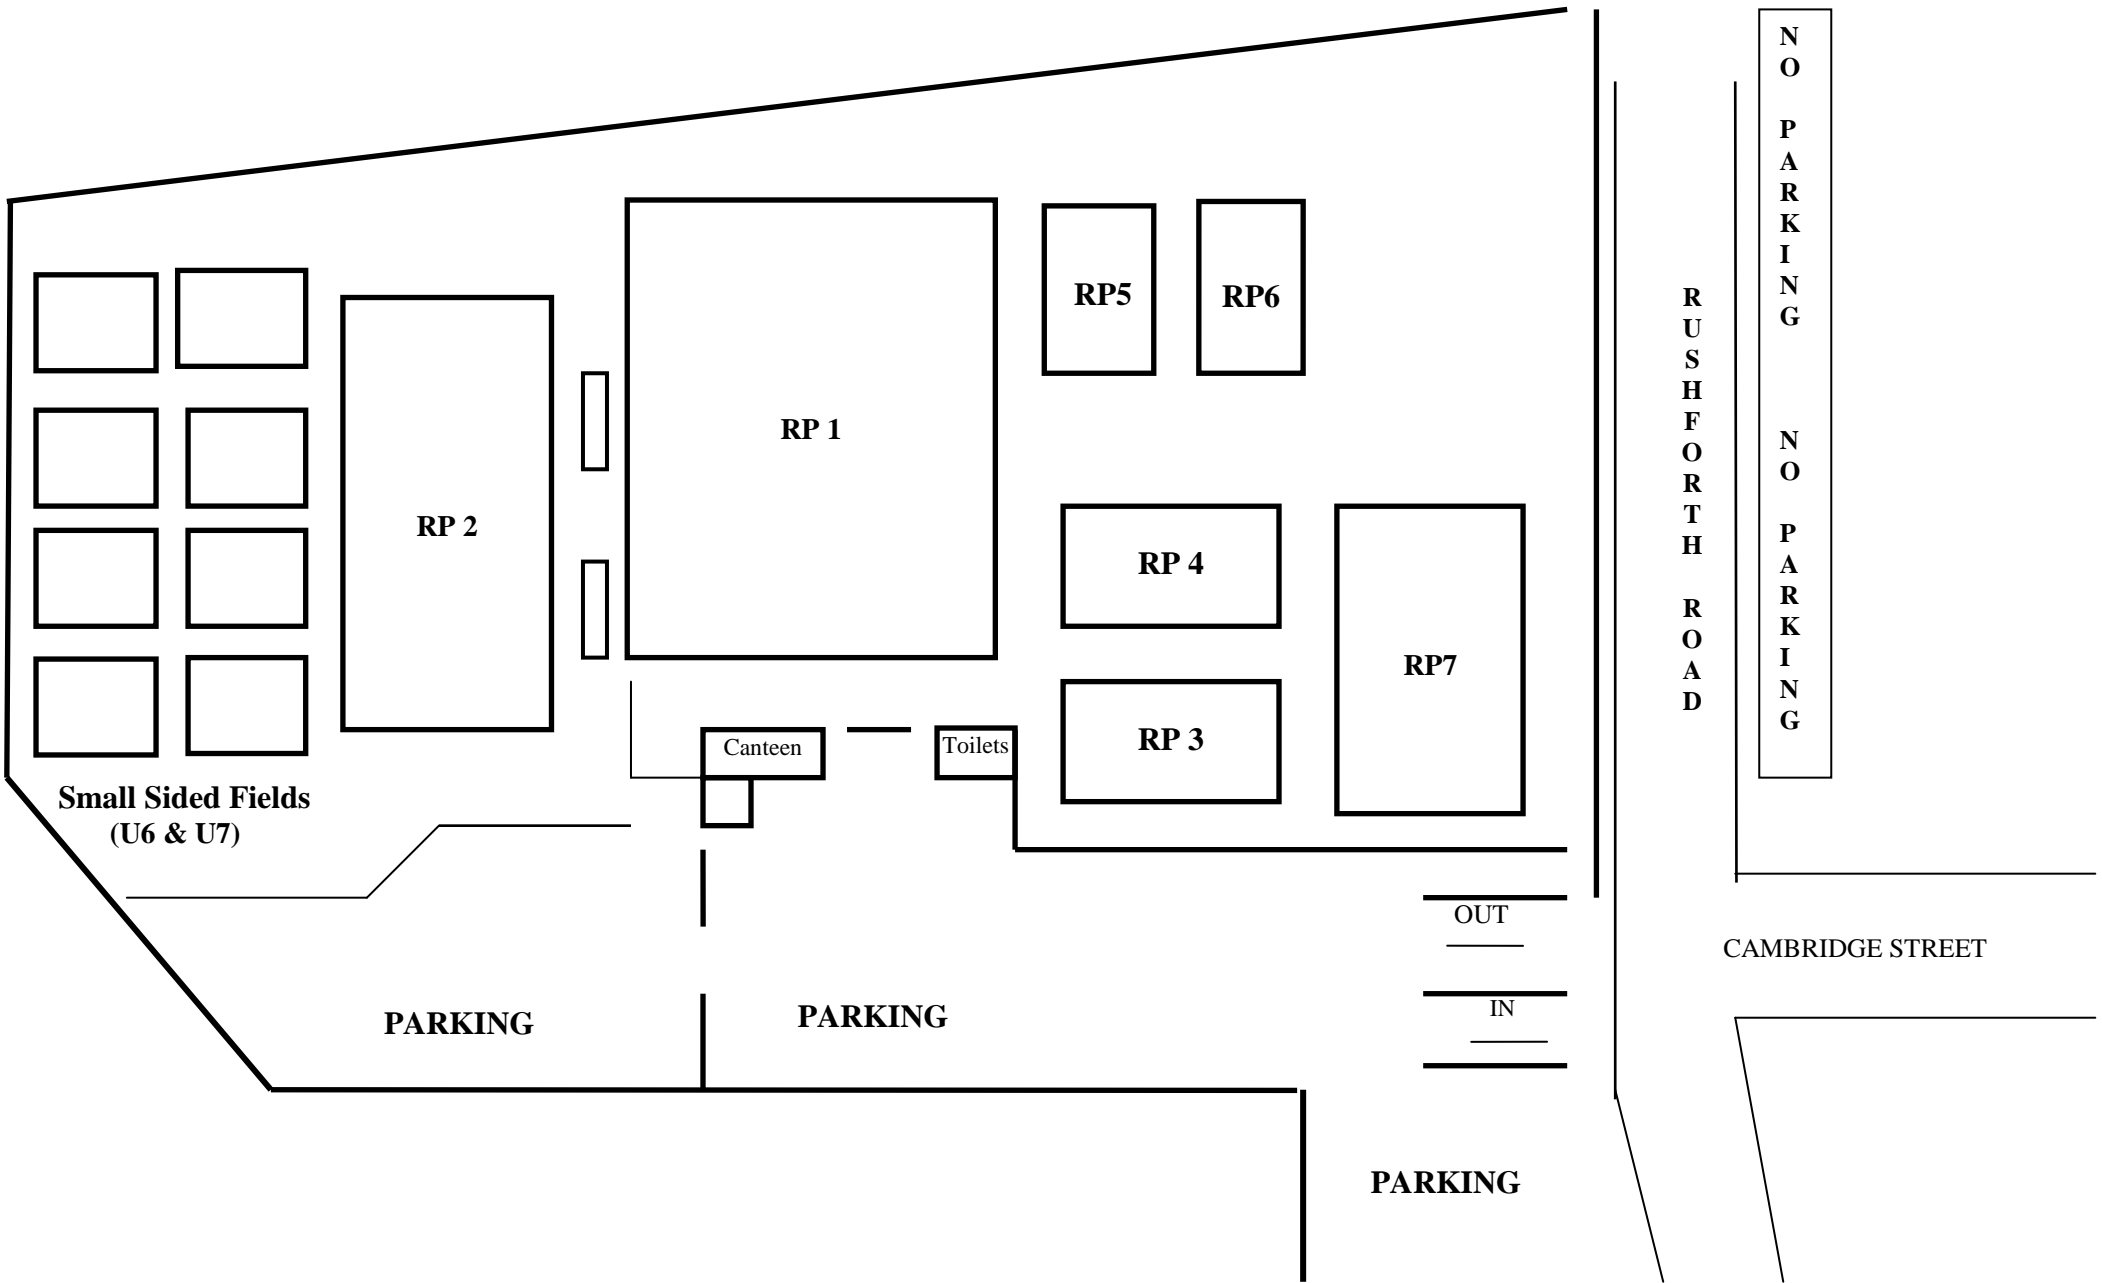 RP 1
RP 2
RP5
RP6
RP 4
RP 3
RP7
Canteen
Toilets
Small Sided Fields
(U6 & U7)
PARKING
PARKING
PARKING
OUT
IN
RUSHFORTH ROAD
NO PARKING NO PARKING
CAMBRIDGE STREET